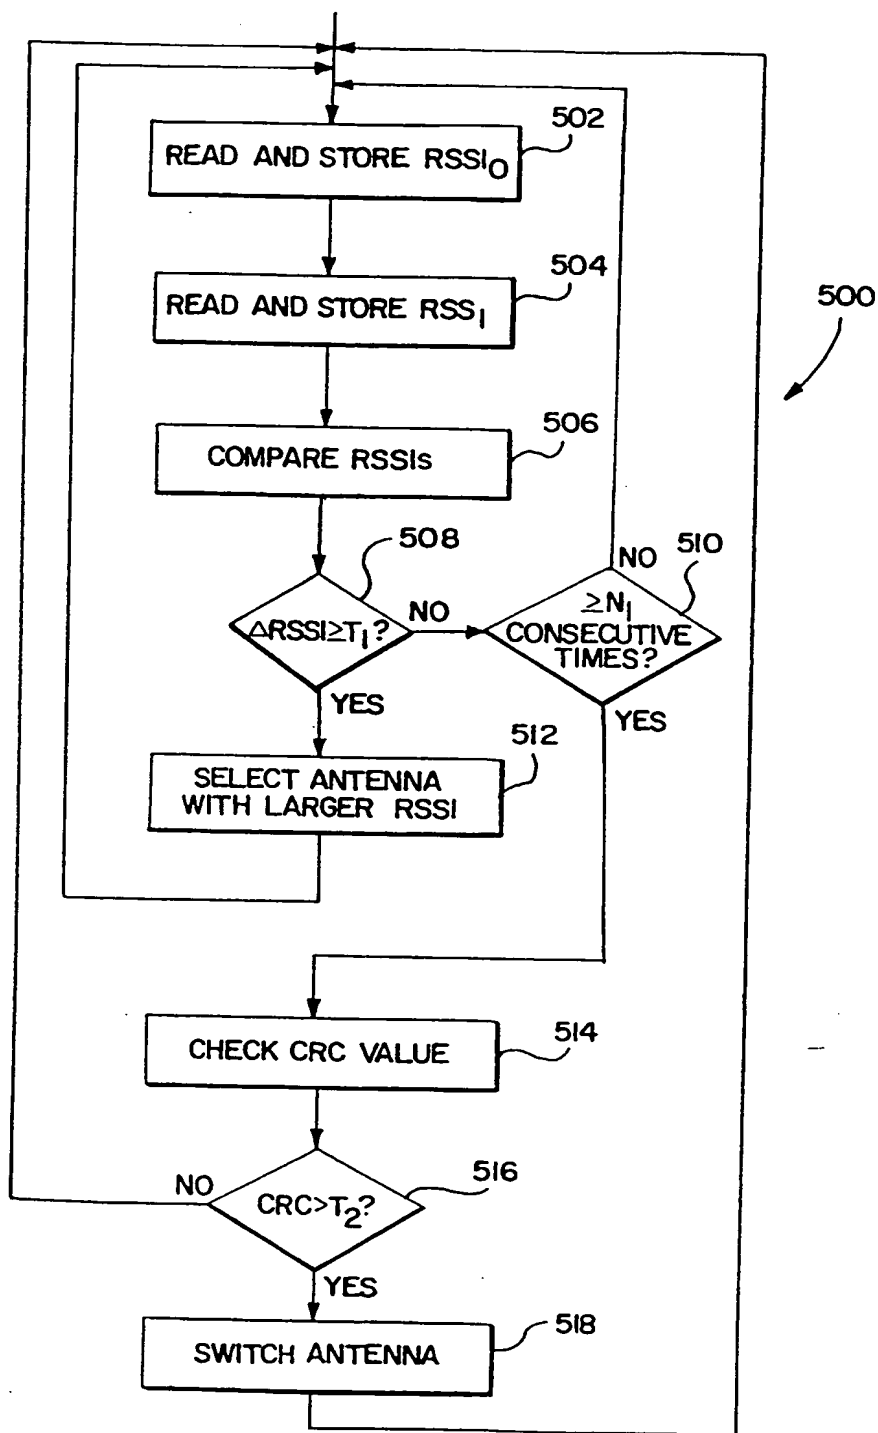 502
READ AND STORE RSSI₀
504
READ AND STORE RSS₁
500
506
COMPARE RSSIs
508
510
NO
NO
ΔRSSI≥T₁?
≥N₁
CONSECUTIVE
TIMES?
YES
YES
512
SELECT ANTENNA
WITH LARGER RSSI
514
CHECK CRC VALUE
516
NO
CRC>T₂?
YES
518
SWITCH ANTENNA